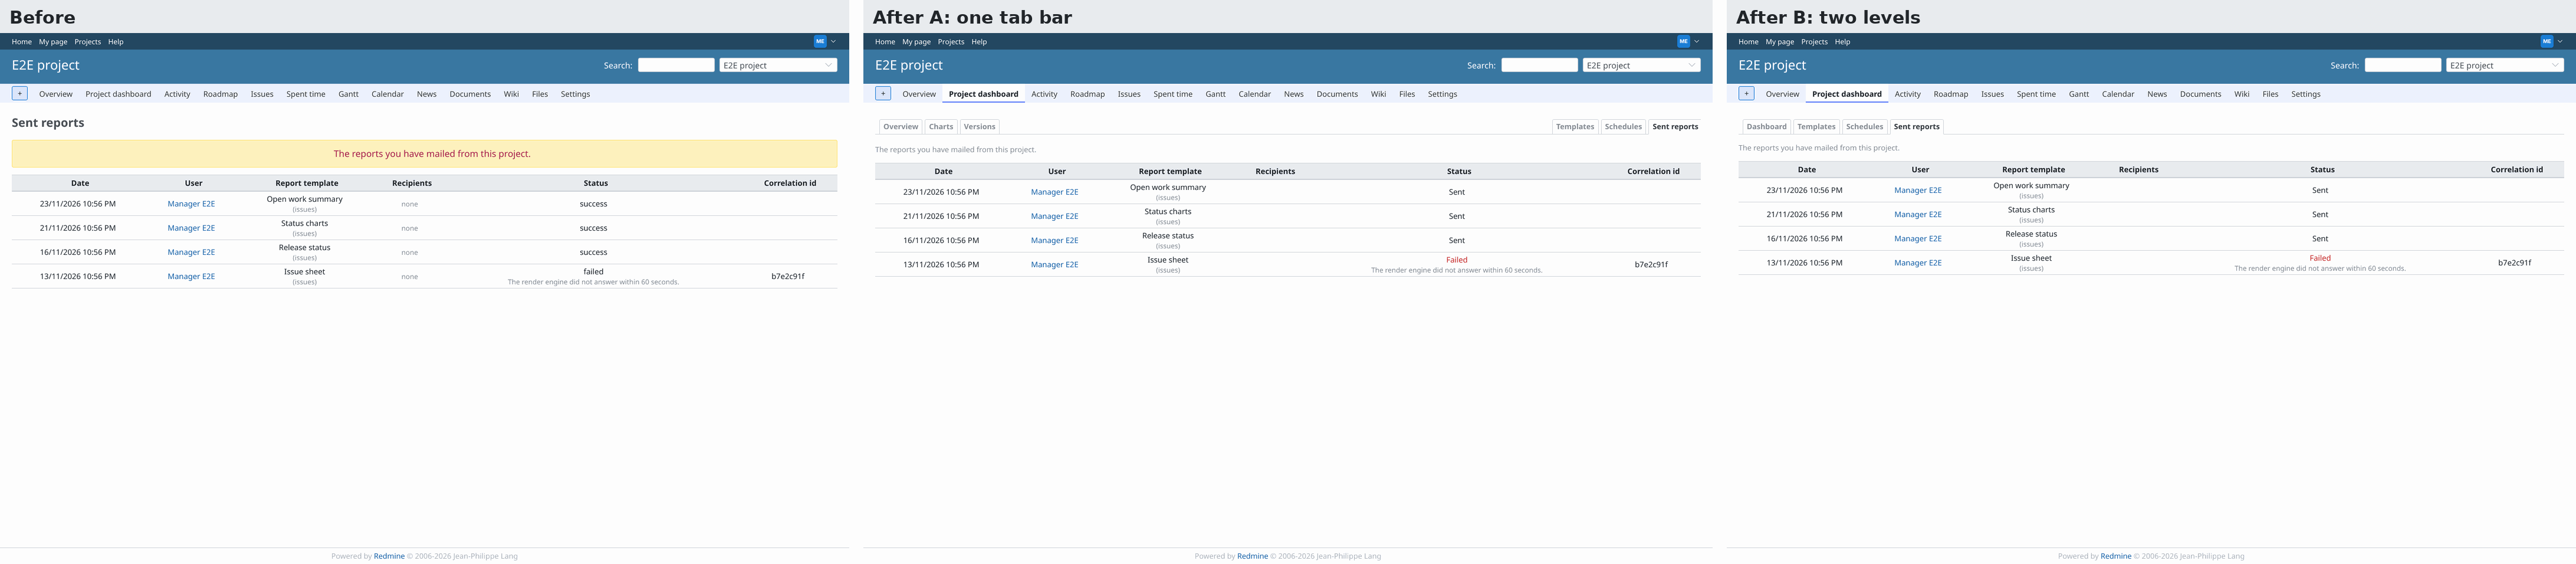 Before
Home My page Projects Help ME
E2E project Search: E2E project
+ Overview Project dashboard Activity Roadmap Issues Spent time Gantt Calendar News Documents Wiki Files Settings
Sent reports
The reports you have mailed from this project.
Date User Report template Recipients Status Correlation id
23/11/2026 10:56 PM Manager E2E Open work summary (issues) none success
21/11/2026 10:56 PM Manager E2E Status charts (issues) none success
16/11/2026 10:56 PM Manager E2E Release status (issues) none success
13/11/2026 10:56 PM Manager E2E Issue sheet (issues) none failed The render engine did not answer within 60 seconds. b7e2c91f
Powered by Redmine © 2006-2026 Jean-Philippe Lang
After A: one tab bar
Home My page Projects Help ME
E2E project Search: E2E project
+ Overview Project dashboard Activity Roadmap Issues Spent time Gantt Calendar News Documents Wiki Files Settings
Overview Charts Versions Templates Schedules Sent reports
The reports you have mailed from this project.
Date User Report template Recipients Status Correlation id
23/11/2026 10:56 PM Manager E2E Open work summary (issues) Sent
21/11/2026 10:56 PM Manager E2E Status charts (issues) Sent
16/11/2026 10:56 PM Manager E2E Release status (issues) Sent
13/11/2026 10:56 PM Manager E2E Issue sheet (issues) Failed The render engine did not answer within 60 seconds. b7e2c91f
Powered by Redmine © 2006-2026 Jean-Philippe Lang
After B: two levels
Home My page Projects Help ME
E2E project Search: E2E project
+ Overview Project dashboard Activity Roadmap Issues Spent time Gantt Calendar News Documents Wiki Files Settings
Dashboard Templates Schedules Sent reports
The reports you have mailed from this project.
Date User Report template Recipients Status Correlation id
23/11/2026 10:56 PM Manager E2E Open work summary (issues) Sent
21/11/2026 10:56 PM Manager E2E Status charts (issues) Sent
16/11/2026 10:56 PM Manager E2E Release status (issues) Sent
13/11/2026 10:56 PM Manager E2E Issue sheet (issues) Failed The render engine did not answer within 60 seconds. b7e2c91f
Powered by Redmine © 2006-2026 Jean-Philippe Lang